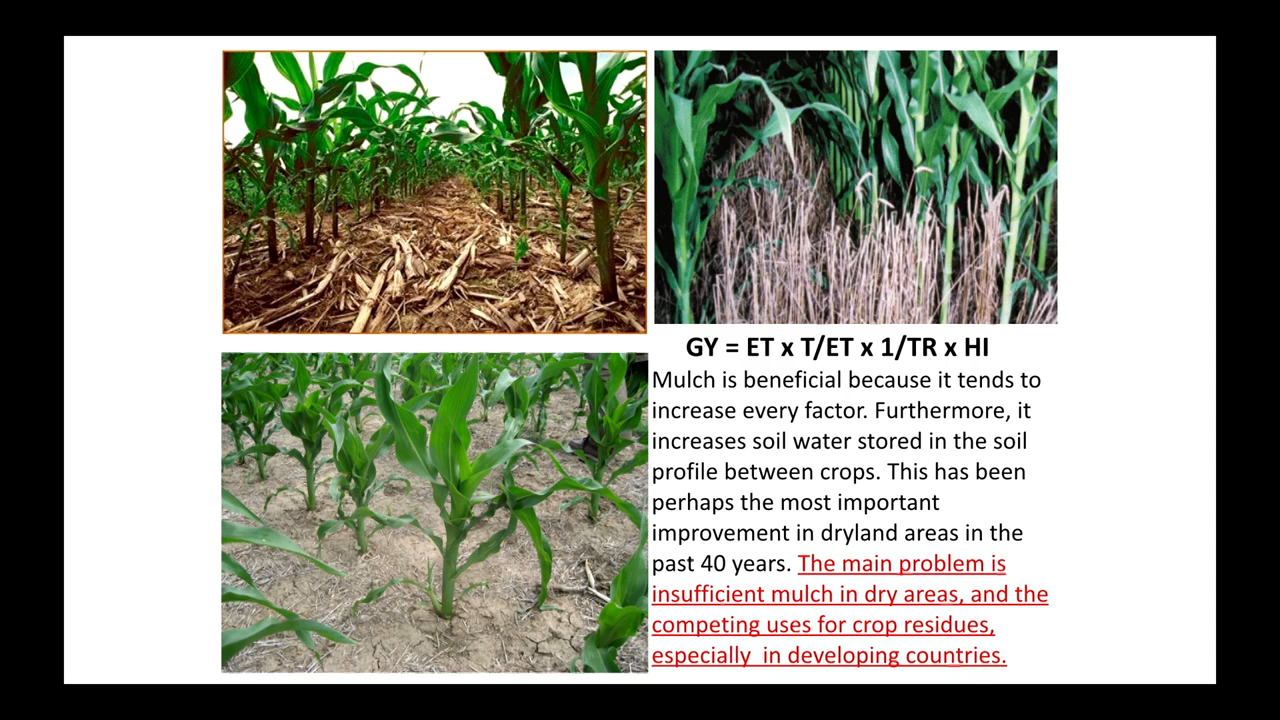 GY = ET x T/ET x 1/TR x HI
Mulch is beneficial because it tends to
increase every factor. Furthermore, it
increases soil water stored in the soil
profile between crops. This has been
perhaps the most important
improvement in dryland areas in the
past 40 years. The main problem is
insufficient mulch in dry areas, and the
competing uses for crop residues,
especially  in developing countries.